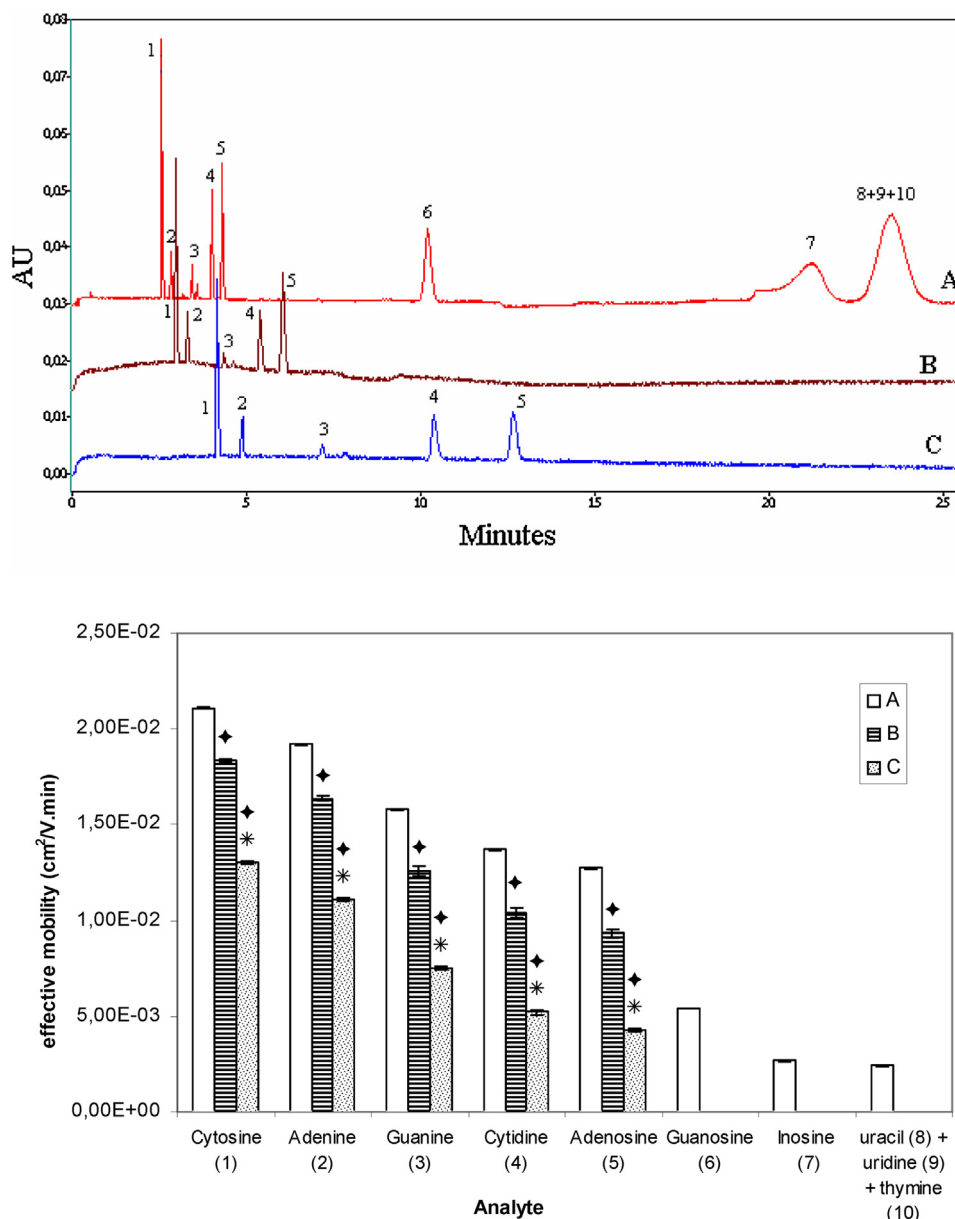 0,08
0,07
0,06
0,05
0,04
0,03
0,02
0,01
0,00
AU
1
2
3
4
5
6
7
8+9+10
A
1
2
3
4
5
B
1
2
3
4
5
C
0
5
10
15
20
25
Minutes
2,50E-02
2,00E-02
1,50E-02
1,00E-02
5,00E-03
0,00E+00
effective mobility (cm²/V.min)
A
B
C
Cytosine
(1)
Adenine
(2)
Guanine
(3)
Cytidine
(4)
Adenosine
(5)
Guanosine
(6)
Inosine
(7)
uracil (8) +
uridine (9)
+ thymine
(10)
Analyte